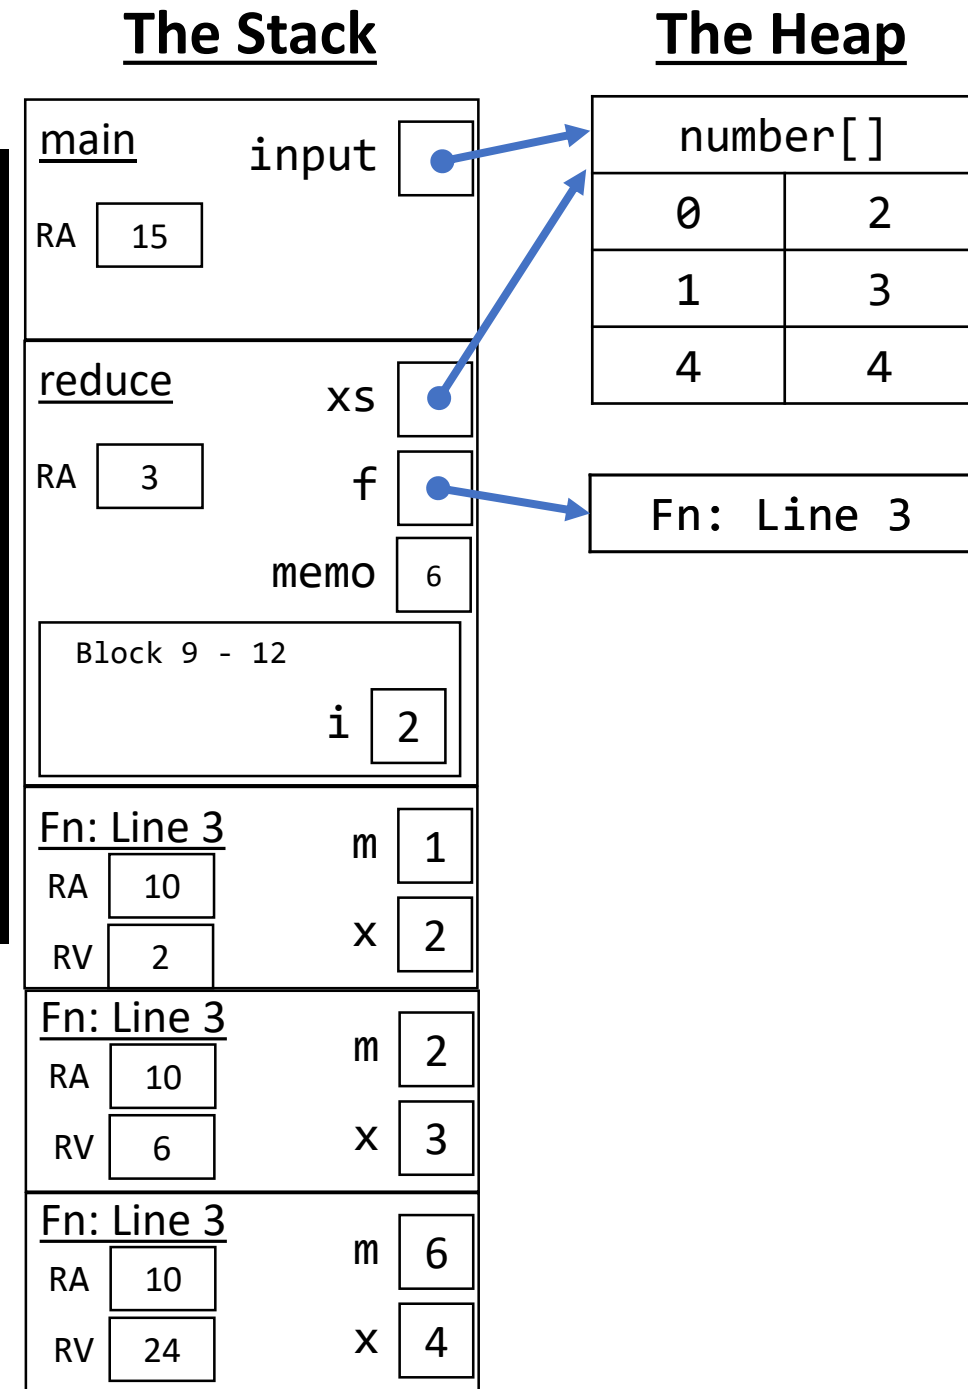 The Stack
The Heap
main
input
RA 15
number[]
0 2
1 3
4 4
reduce
xs
RA 3
f
Fn: Line 3
memo 6
Block 9 - 12
i 2
Fn: Line 3
m 1
RA 10
x 2
RV 2
Fn: Line 3
m 2
RA 10
x 3
RV 6
Fn: Line 3
m 6
RA 10
x 4
RV 24